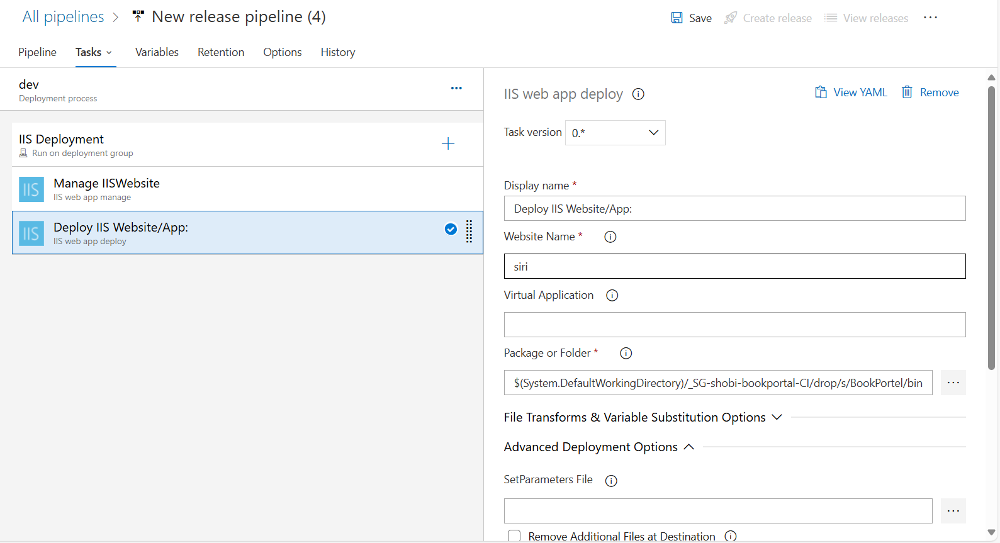 All pipelines > New release pipeline (4)
Save Create release View releases ...
Pipeline Tasks Variables Retention Options History
dev
Deployment process
IIS Deployment
Run on deployment group
IIS Manage IISWebsite
IIS web app manage
IIS Deploy IIS Website/App:
IIS web app deploy
IIS web app deploy
View YAML Remove
Task version 0.*
Display name *
Deploy IIS Website/App:
Website Name *
siri
Virtual Application
Package or Folder *
$(System.DefaultWorkingDirectory)/_SG-shobi-bookportal-CI/drop/s/BookPortel/bin
File Transforms & Variable Substitution Options
Advanced Deployment Options
SetParameters File
Remove Additional Files at Destination